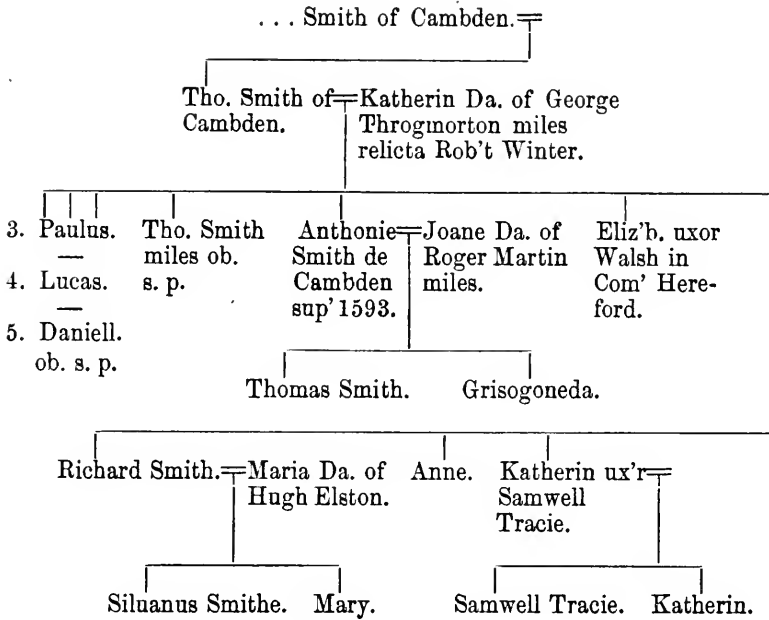 ... Smith of Cambden.
Tho. Smith of Katherin Da. of George
Cambden. Throgmorton miles
relicta Rob't Winter.
3. Paulus. Tho. Smith Anthonie Joane Da. of Eliz'b. uxor
miles ob. Smith de Roger Martin Walsh in
4. Lucas. s. p. Cambden miles. Com' Here-
sup' 1593. ford.
5. Daniell.
ob. s. p.
Thomas Smith. Grisogoneda.
Richard Smith. Maria Da. of Anne. Katherin ux'r
Hugh Elston. Samwell
Tracie.
Siluanus Smithe. Mary. Samwell Tracie. Katherin.